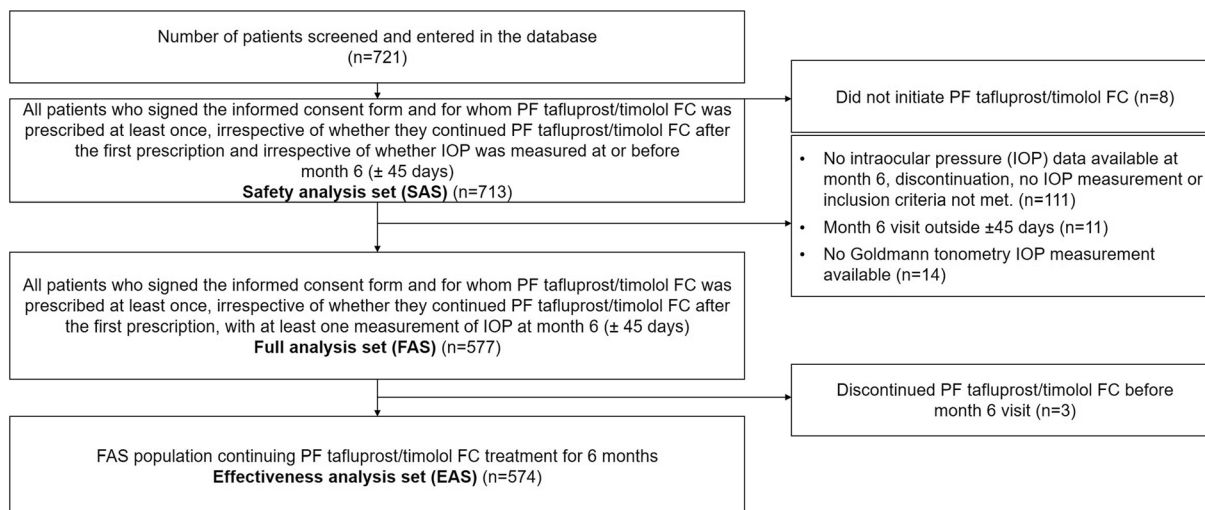 Number of patients screened and entered in the database
(n=721)
Did not initiate PF tafluprost/timolol FC (n=8)
All patients who signed the informed consent form and for whom PF tafluprost/timolol FC was
prescribed at least once, irrespective of whether they continued PF tafluprost/timolol FC after
the first prescription and irrespective of whether IOP was measured at or before
month 6 (± 45 days)
Safety analysis set (SAS) (n=713)
• No intraocular pressure (IOP) data available at
month 6, discontinuation, no IOP measurement or
inclusion criteria not met. (n=111)
• Month 6 visit outside ±45 days (n=11)
• No Goldmann tonometry IOP measurement
available (n=14)
All patients who signed the informed consent form and for whom PF tafluprost/timolol FC was
prescribed at least once, irrespective of whether they continued PF tafluprost/timolol FC after
the first prescription, with at least one measurement of IOP at month 6 (± 45 days)
Full analysis set (FAS) (n=577)
Discontinued PF tafluprost/timolol FC before
month 6 visit (n=3)
FAS population continuing PF tafluprost/timolol FC treatment for 6 months
Effectiveness analysis set (EAS) (n=574)